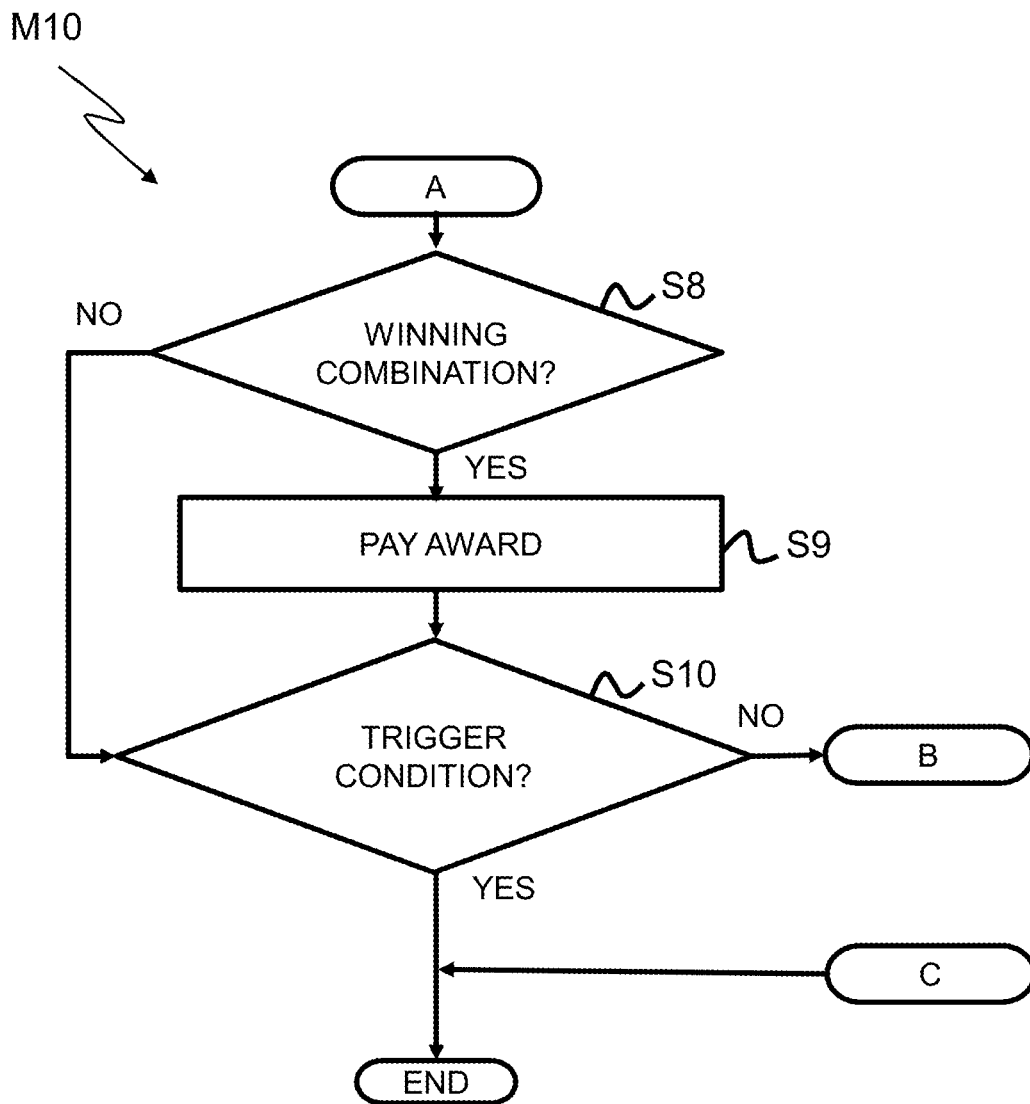 M10
A
S8
NO
WINNING
COMBINATION?
YES
PAY AWARD
S9
S10
NO
TRIGGER
CONDITION?
B
YES
C
END